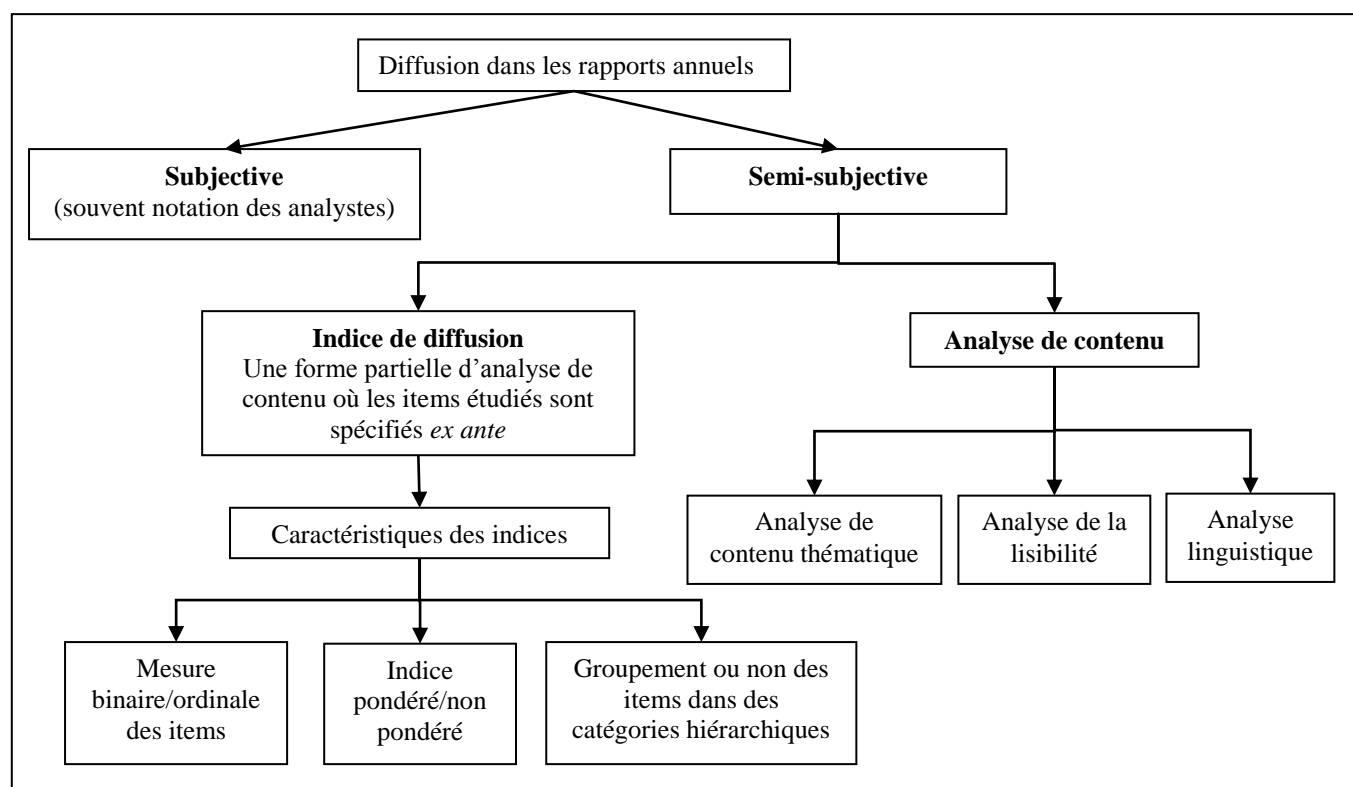 Diffusion dans les rapports annuels
Subjective
(souvent notation des analystes)
Semi-subjective
Indice de diffusion
Une forme partielle d’analyse de
contenu où les items étudiés sont
spécifiés ex ante
Analyse de contenu
Caractéristiques des indices
Analyse de
contenu thématique
Analyse de la
lisibilité
Analyse
linguistique
Mesure
binaire/ordinale
des items
Indice
pondéré/non
pondéré
Groupement ou non des
items dans des
catégories hiérarchiques